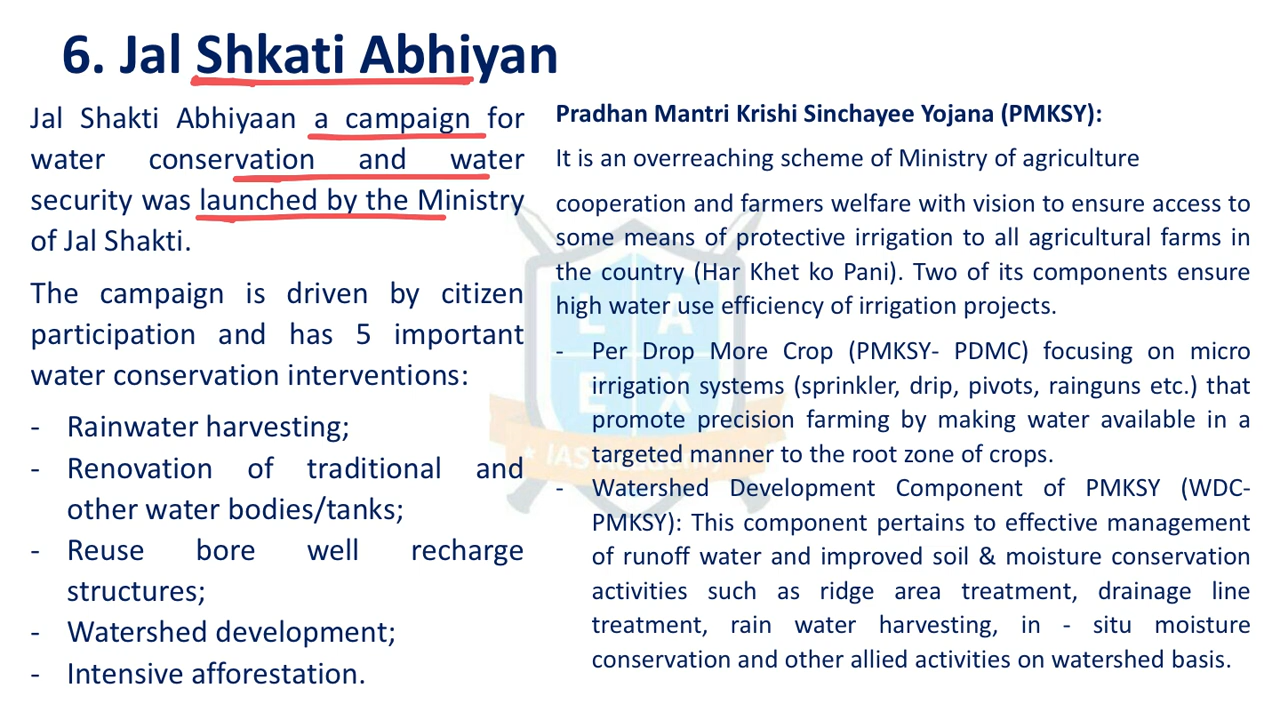 6. Jal Shkati Abhiyan
Jal Shakti Abhiyaan a campaign for
water conservation and water
security was launched by the Ministry
of Jal Shakti.
The campaign is driven by citizen
participation and has 5 important
water conservation interventions:
- Rainwater harvesting;
- Renovation of traditional and
other water bodies/tanks;
- Reuse bore well recharge
structures;
- Watershed development;
- Intensive afforestation.
Pradhan Mantri Krishi Sinchayee Yojana (PMKSY):
It is an overreaching scheme of Ministry of agriculture
cooperation and farmers welfare with vision to ensure access to
some means of protective irrigation to all agricultural farms in
the country (Har Khet ko Pani). Two of its components ensure
high water use efficiency of irrigation projects.
- Per Drop More Crop (PMKSY- PDMC) focusing on micro
irrigation systems (sprinkler, drip, pivots, rainguns etc.) that
promote precision farming by making water available in a
targeted manner to the root zone of crops.
- Watershed Development Component of PMKSY (WDC-
PMKSY): This component pertains to effective management
of runoff water and improved soil & moisture conservation
activities such as ridge area treatment, drainage line
treatment, rain water harvesting, in - situ moisture
conservation and other allied activities on watershed basis.
L A
E X
IAS Academy